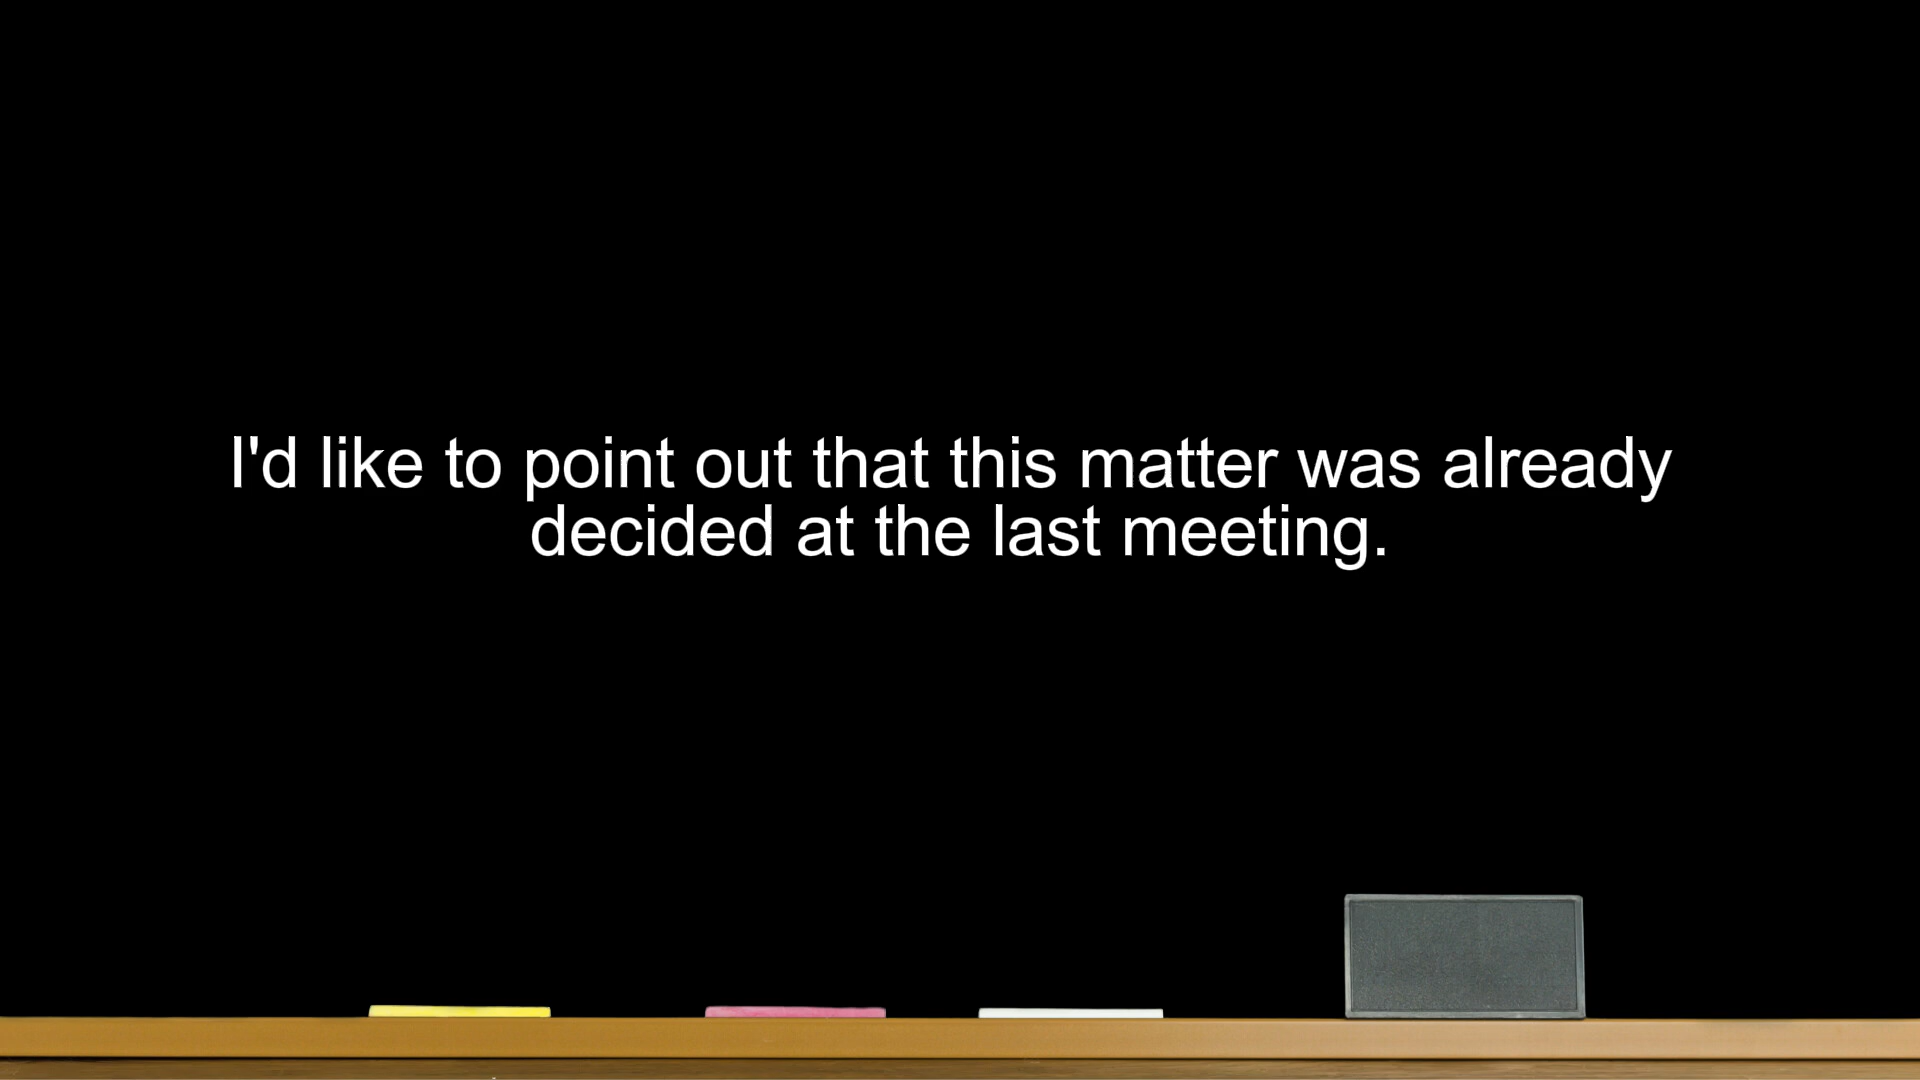 I'd like to point out that this matter was already
decided at the last meeting.